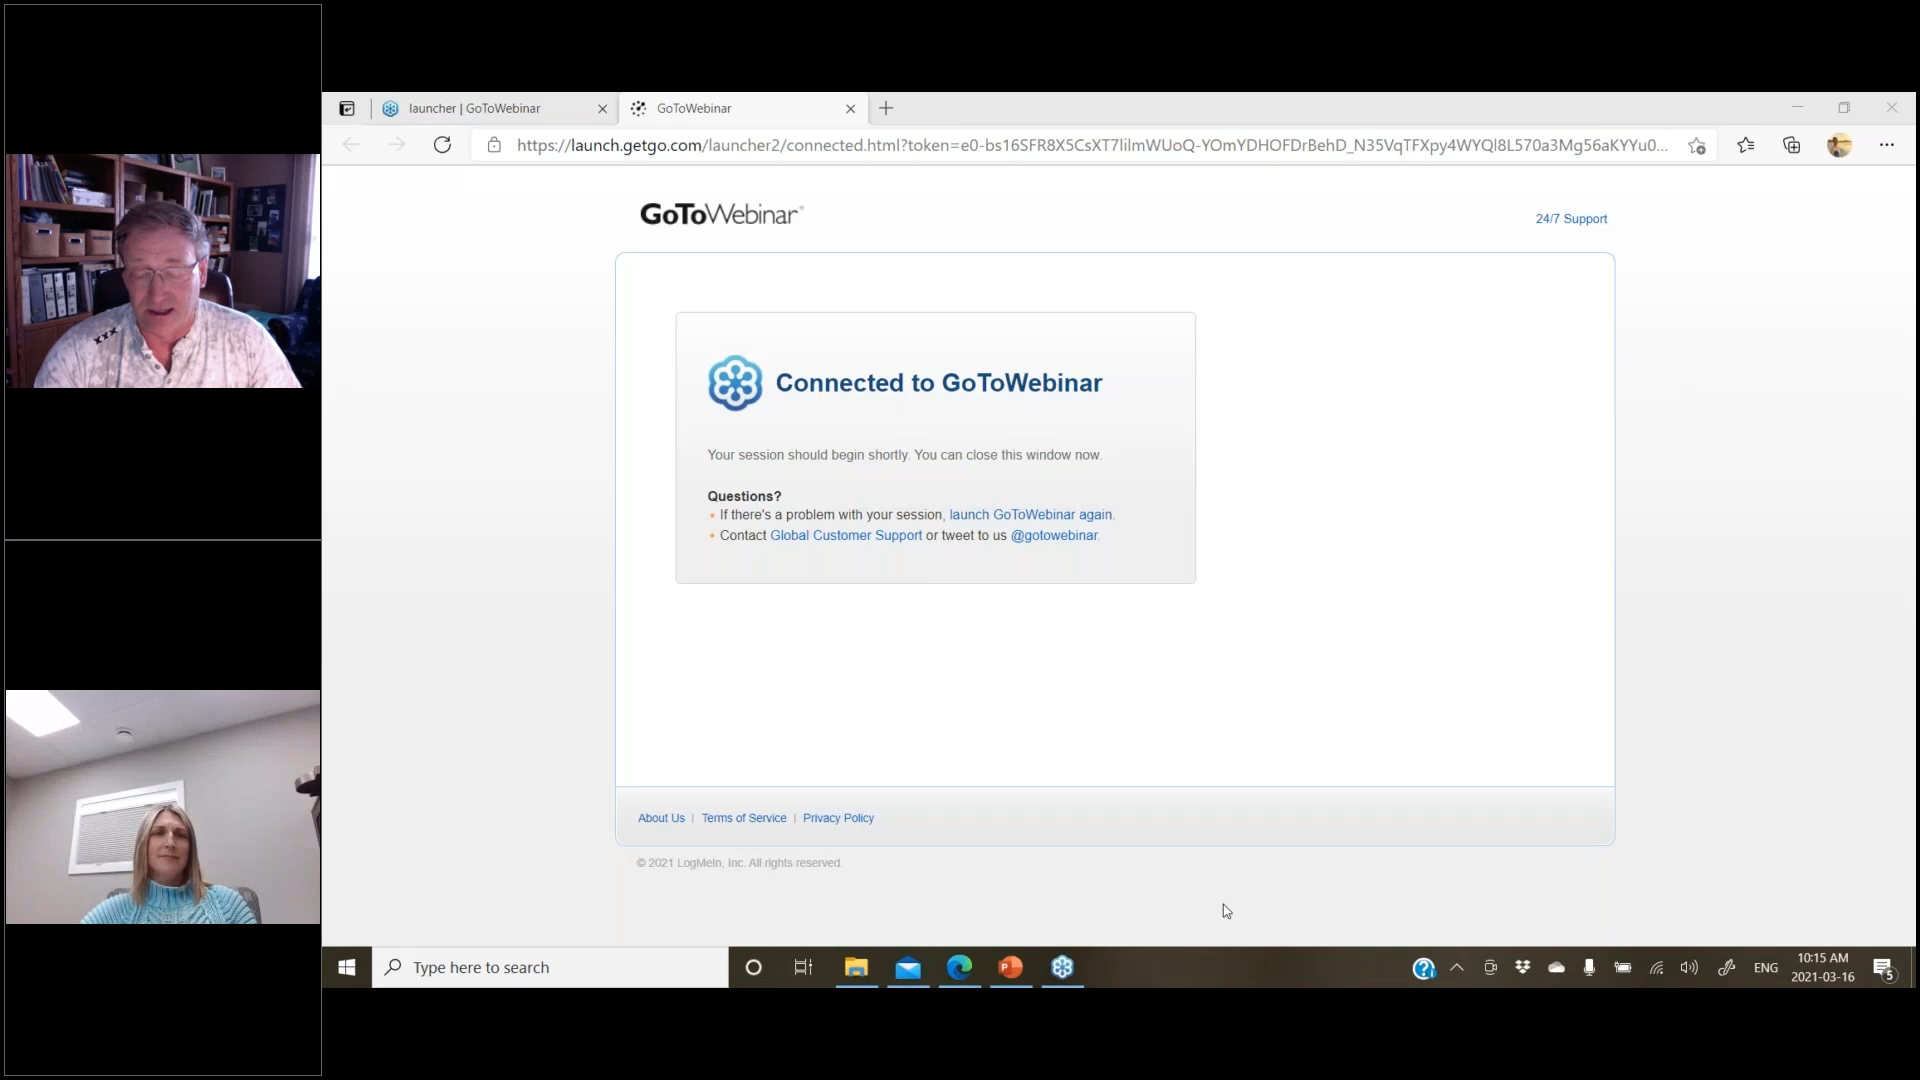 launcher | GoToWebinar
GoToWebinar
https://launch.getgo.com/launcher2/connected.html?token=e0-bs16SFR8X5CsXT7lilmWUoQ-YOmYDHOFDrBehD_N35VqTFXpy4WYQl8L570a3Mg56aKYYu0...
GoToWebinar
24/7 Support
Connected to GoToWebinar
Your session should begin shortly. You can close this window now.
Questions?
• If there's a problem with your session, launch GoToWebinar again.
• Contact Global Customer Support or tweet to us @gotowebinar.
About Us | Terms of Service | Privacy Policy
© 2021 LogMeIn, Inc. All rights reserved.
Type here to search
ENG
10:15 AM
2021-03-16
5